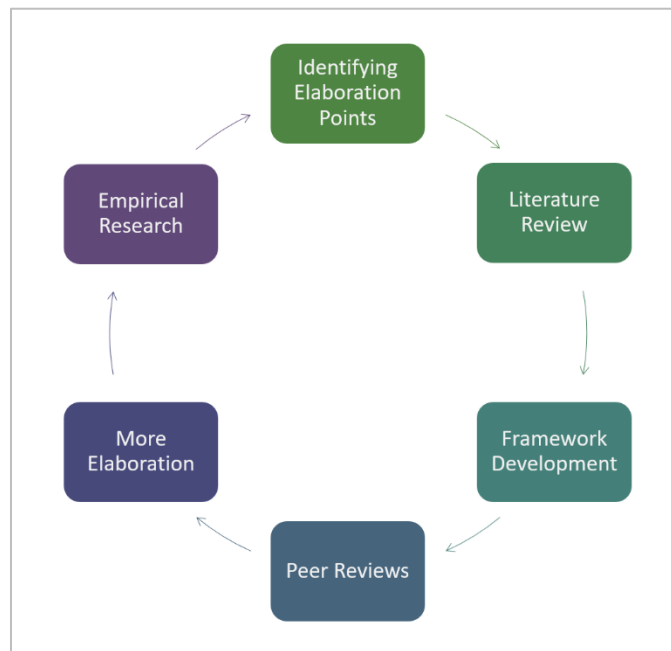 Identifying
Elaboration
Points
Literature
Review
Framework
Development
Peer Reviews
More
Elaboration
Empirical
Research